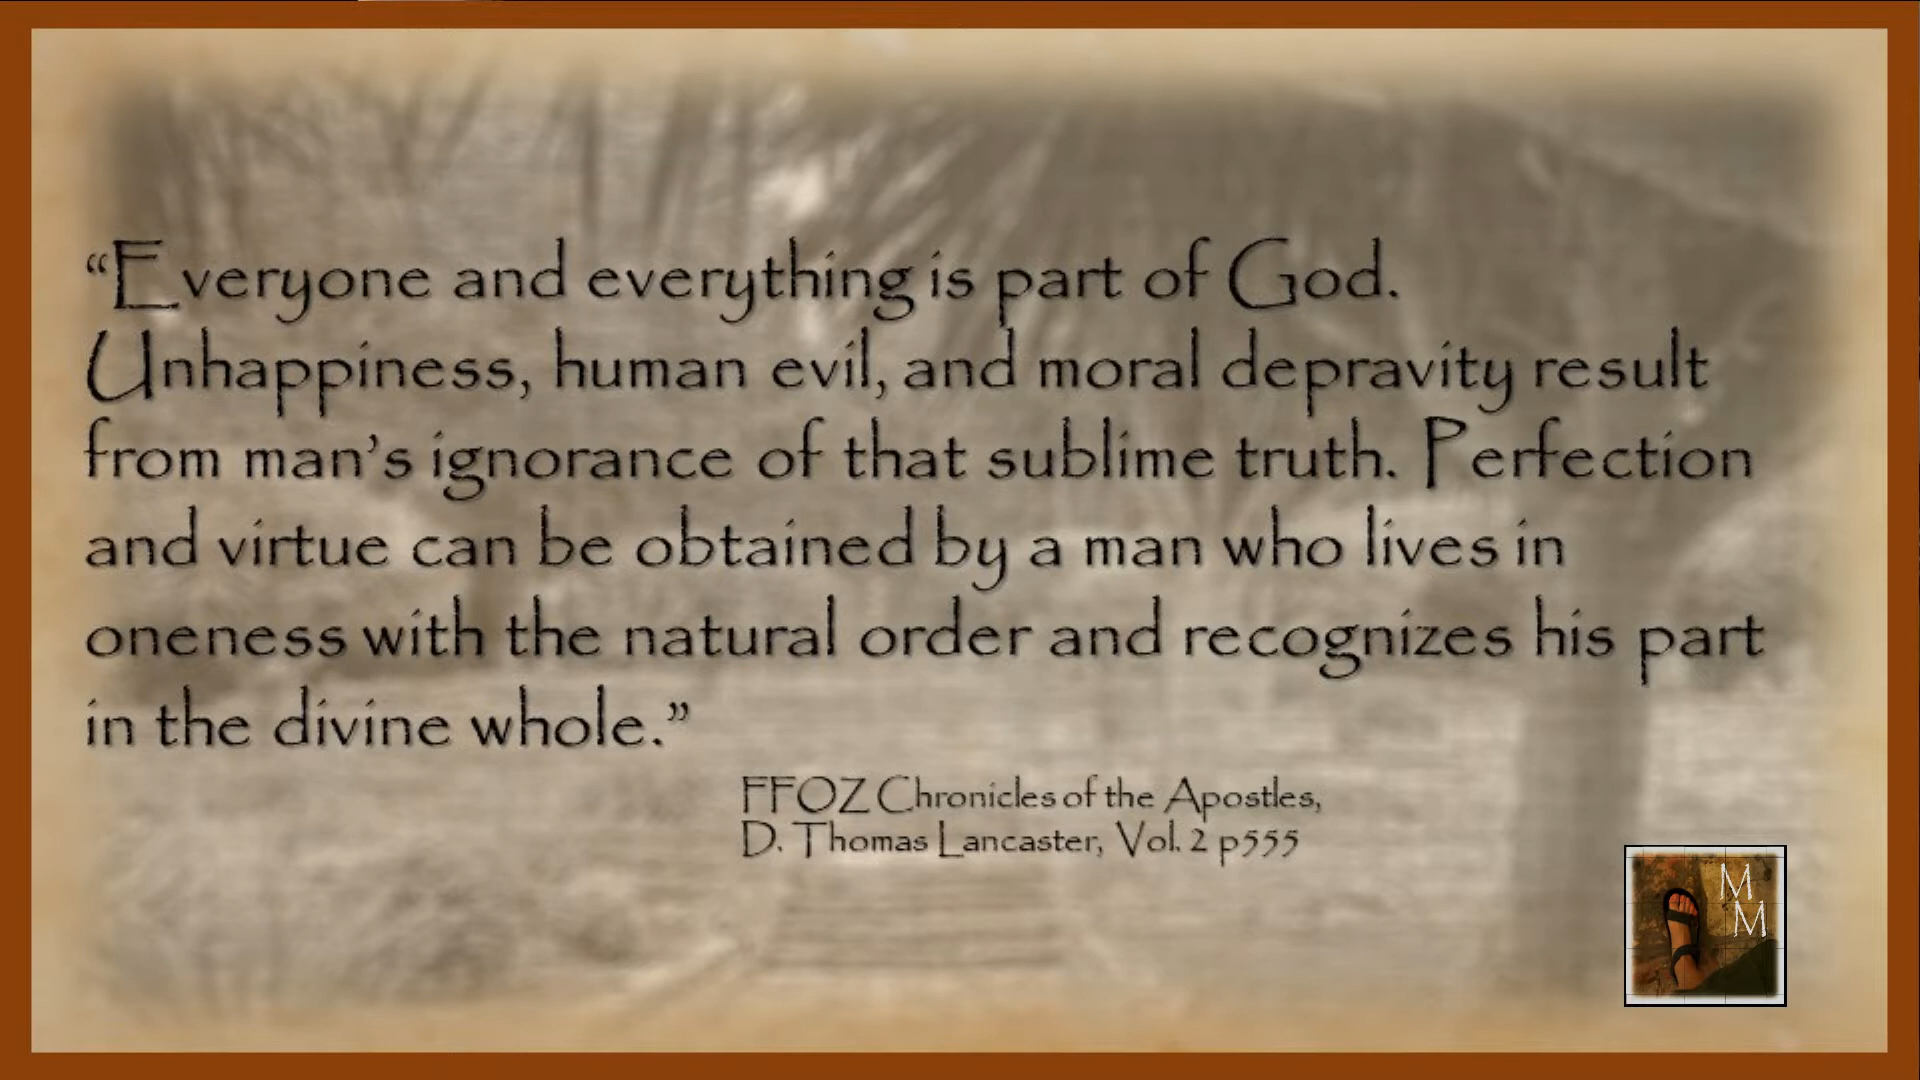 “Everyone and everything is part of God.
Unhappiness, human evil, and moral depravity result
from man’s ignorance of that sublime truth. Perfection
and virtue can be obtained by a man who lives in
oneness with the natural order and recognizes his part
in the divine whole.”
FFOZ Chronicles of the Apostles,
D. Thomas Lancaster, Vol. 2 p555
M
M